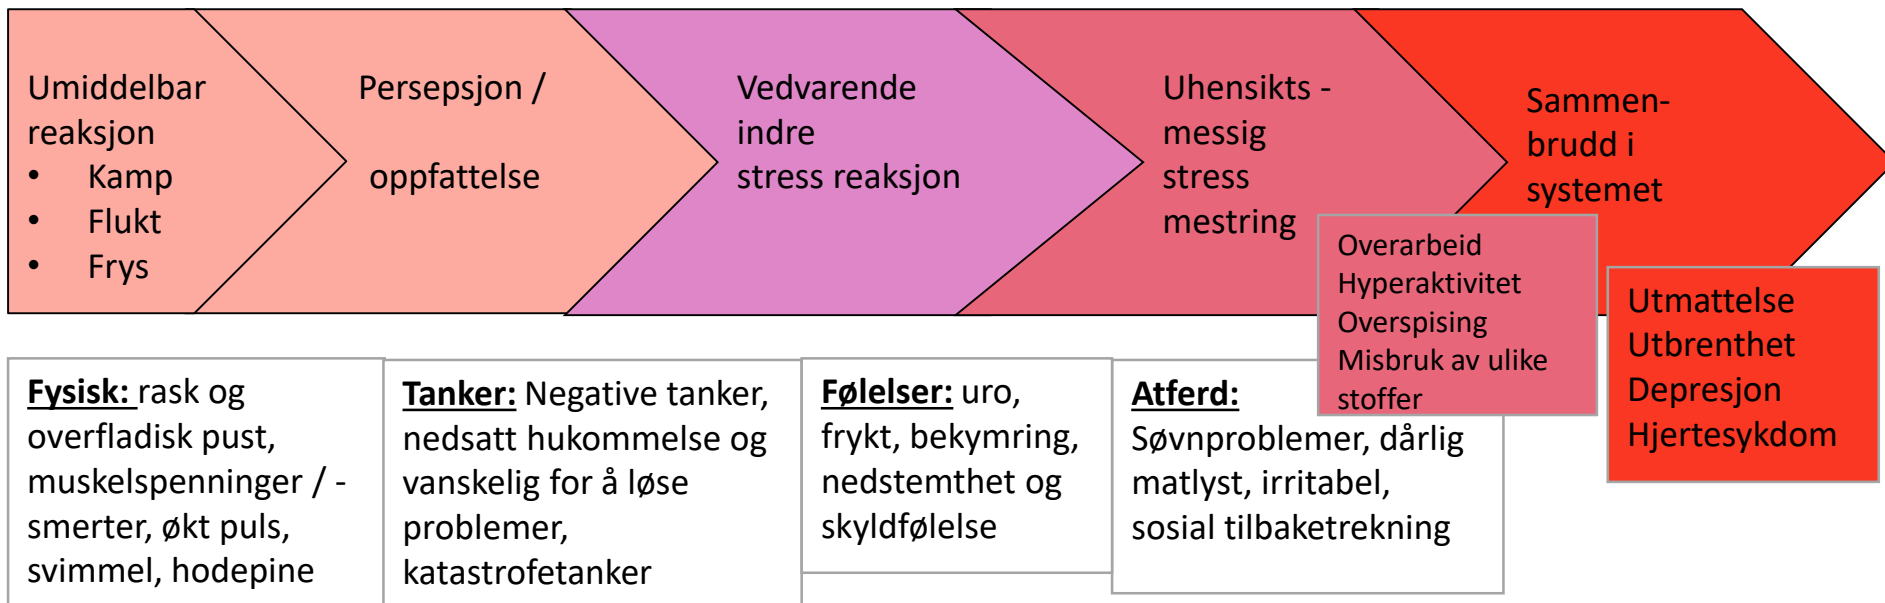 Umiddelbar
reaksjon
• Kamp
• Flukt
• Frys
Persepsjon /
oppfattelse
Vedvarende
indre
stress reaksjon
Uhensikts -
messig
stress
mestring
Sammen-
brudd i
systemet
Overarbeid
Hyperaktivitet
Overspising
Misbruk av ulike
stoffer
Utmattelse
Utbrenthet
Depresjon
Hjertesykdom
Fysisk: rask og
overfladisk pust,
muskelspenninger / -
smerter, økt puls,
svimmel, hodepine
Tanker: Negative tanker,
nedsatt hukommelse og
vanskelig for å løse
problemer,
katastrofetanker
Følelser: uro,
frykt, bekymring,
nedstemthet og
skyldfølelse
Atferd:
Søvnproblemer, dårlig
matlyst, irritabel,
sosial tilbaketrekning